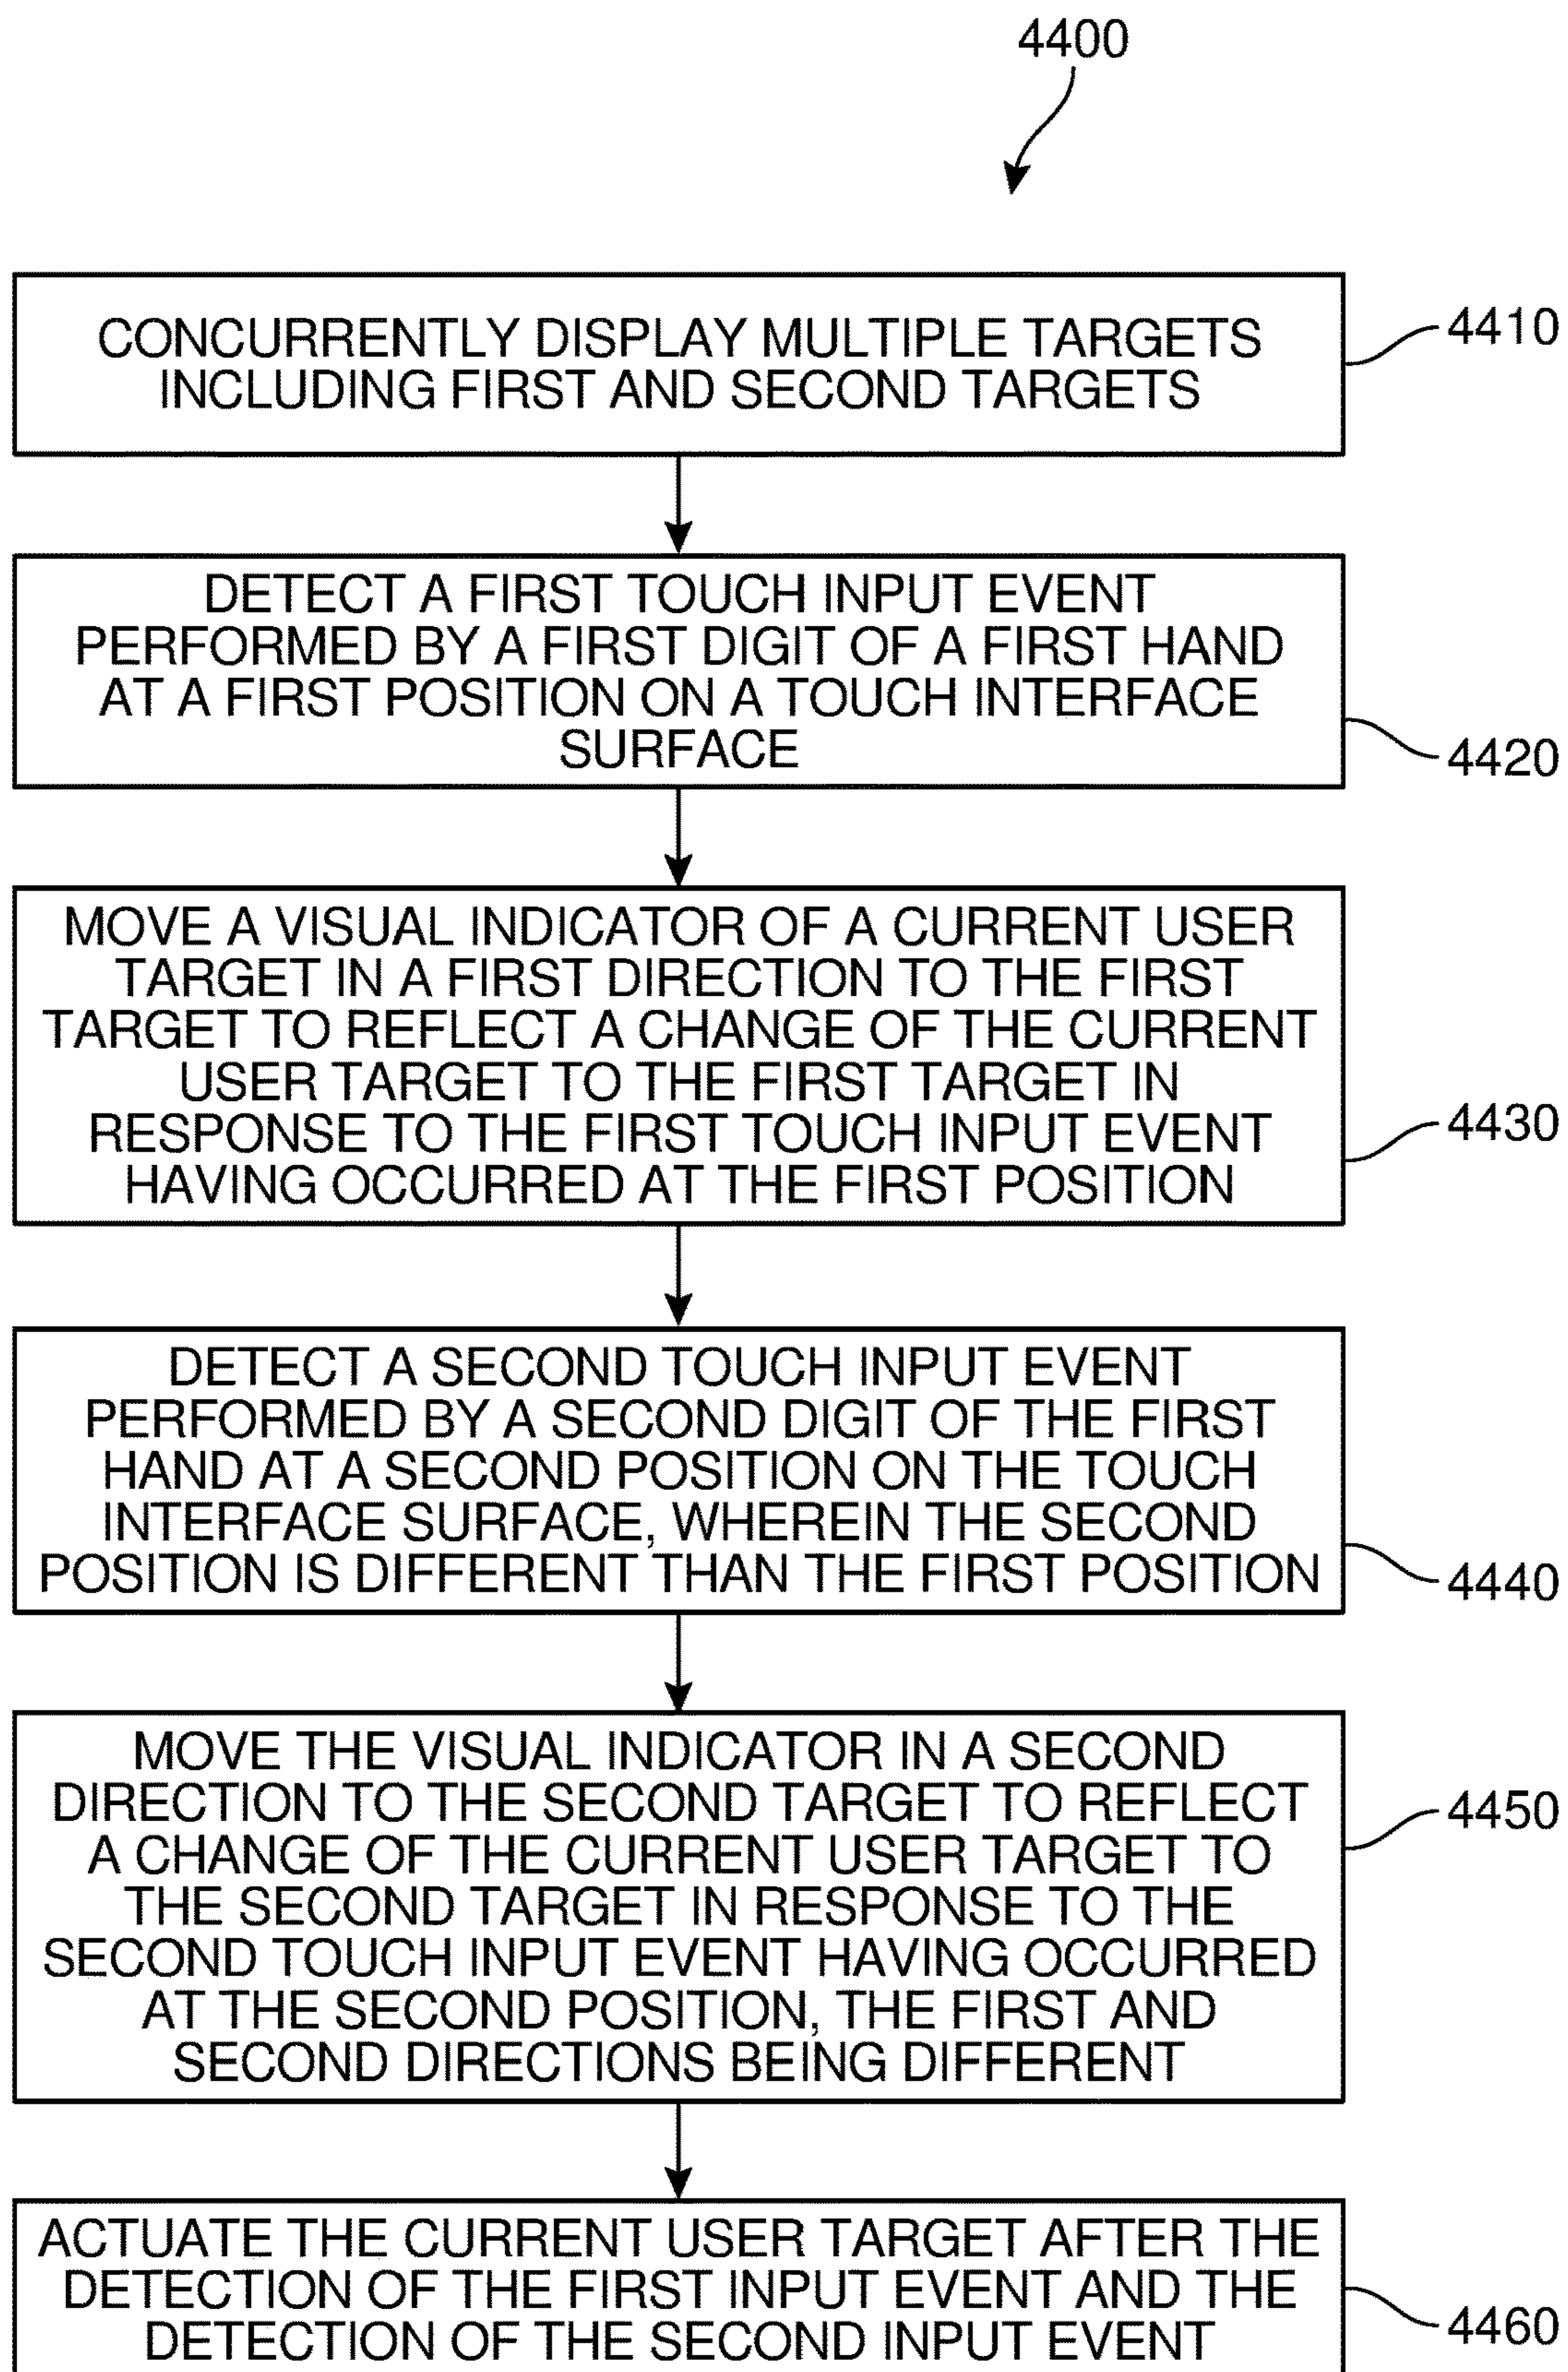 4400
CONCURRENTLY DISPLAY MULTIPLE TARGETS
INCLUDING FIRST AND SECOND TARGETS
4410
DETECT A FIRST TOUCH INPUT EVENT
PERFORMED BY A FIRST DIGIT OF A FIRST HAND
AT A FIRST POSITION ON A TOUCH INTERFACE
SURFACE
4420
MOVE A VISUAL INDICATOR OF A CURRENT USER
TARGET IN A FIRST DIRECTION TO THE FIRST
TARGET TO REFLECT A CHANGE OF THE CURRENT
USER TARGET TO THE FIRST TARGET IN
RESPONSE TO THE FIRST TOUCH INPUT EVENT
HAVING OCCURRED AT THE FIRST POSITION
4430
DETECT A SECOND TOUCH INPUT EVENT
PERFORMED BY A SECOND DIGIT OF THE FIRST
HAND AT A SECOND POSITION ON THE TOUCH
INTERFACE SURFACE, WHEREIN THE SECOND
POSITION IS DIFFERENT THAN THE FIRST POSITION
4440
MOVE THE VISUAL INDICATOR IN A SECOND
DIRECTION TO THE SECOND TARGET TO REFLECT
A CHANGE OF THE CURRENT USER TARGET TO
THE SECOND TARGET IN RESPONSE TO THE
SECOND TOUCH INPUT EVENT HAVING OCCURRED
AT THE SECOND POSITION, THE FIRST AND
SECOND DIRECTIONS BEING DIFFERENT
4450
ACTUATE THE CURRENT USER TARGET AFTER THE
DETECTION OF THE FIRST INPUT EVENT AND THE
DETECTION OF THE SECOND INPUT EVENT
4460